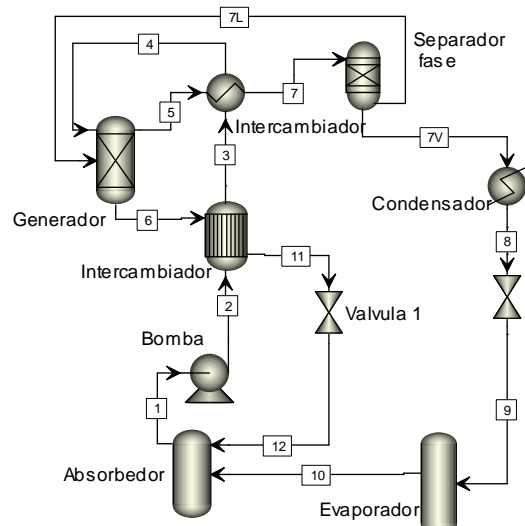 7L
4
Separador
fase
5
7
Intercambiador
7V
3
Generador
6
Condensador
8
Intercambiador
11
2
Valvula 1
Bomba
9
1
12
10
Absorbedor
Evaporador